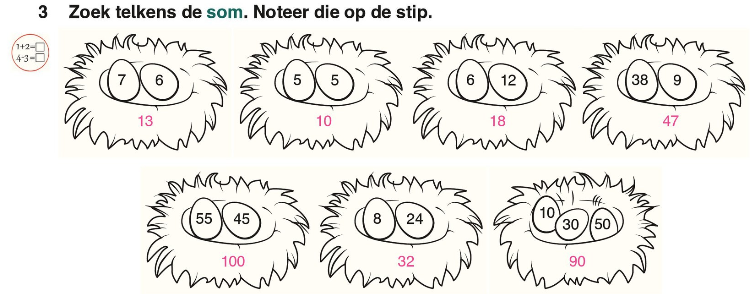 3 Zoek telkens de som. Noteer die op de stip.
1+2=
4-3=
7 6 5 5 6 12 38 9
13 10 18 47
55 45 8 24 10 30 50
100 32 90